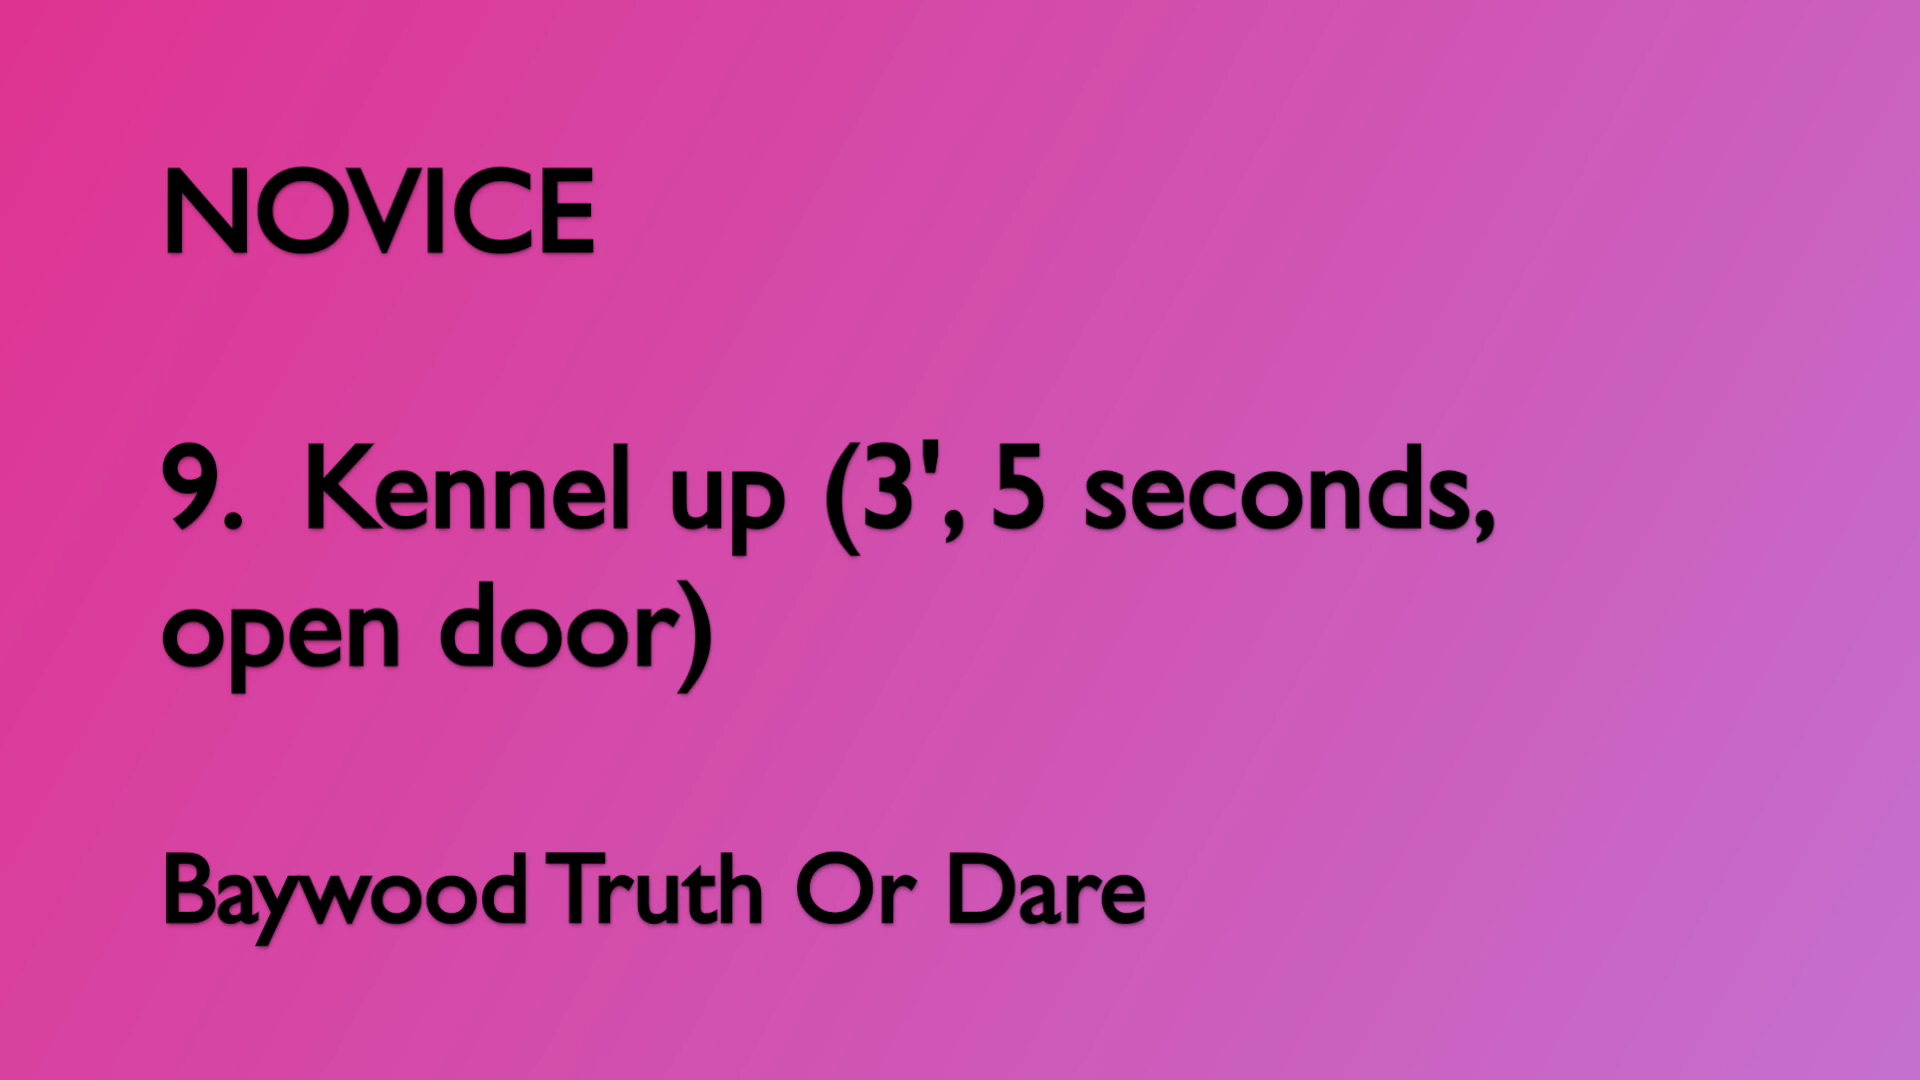 NOVICE
9.  Kennel up (3', 5 seconds,
open door)
Baywood Truth Or Dare